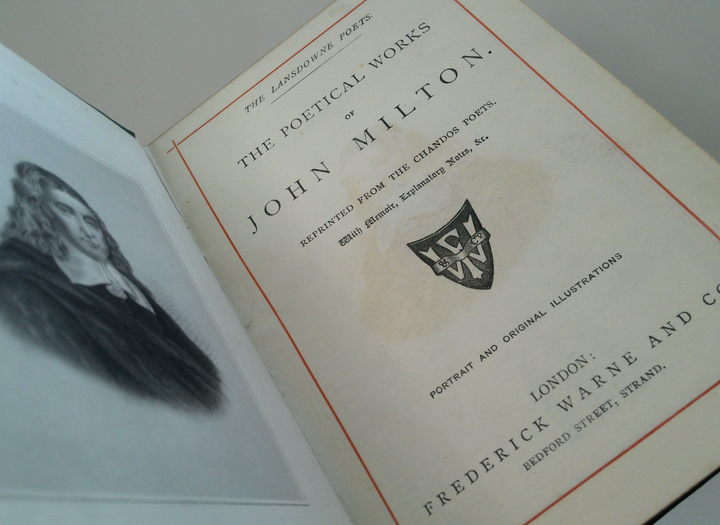 THE LANSDOWNE POETS.
THE POETICAL WORKS
OF
JOHN MILTON.
REPRINTED FROM THE CHANDOS POETS.
With Memoir, Explanatory Notes, &c.
PORTRAIT AND ORIGINAL ILLUSTRATIONS
LONDON:
FREDERICK WARNE AND CO
BEDFORD STREET, STRAND.